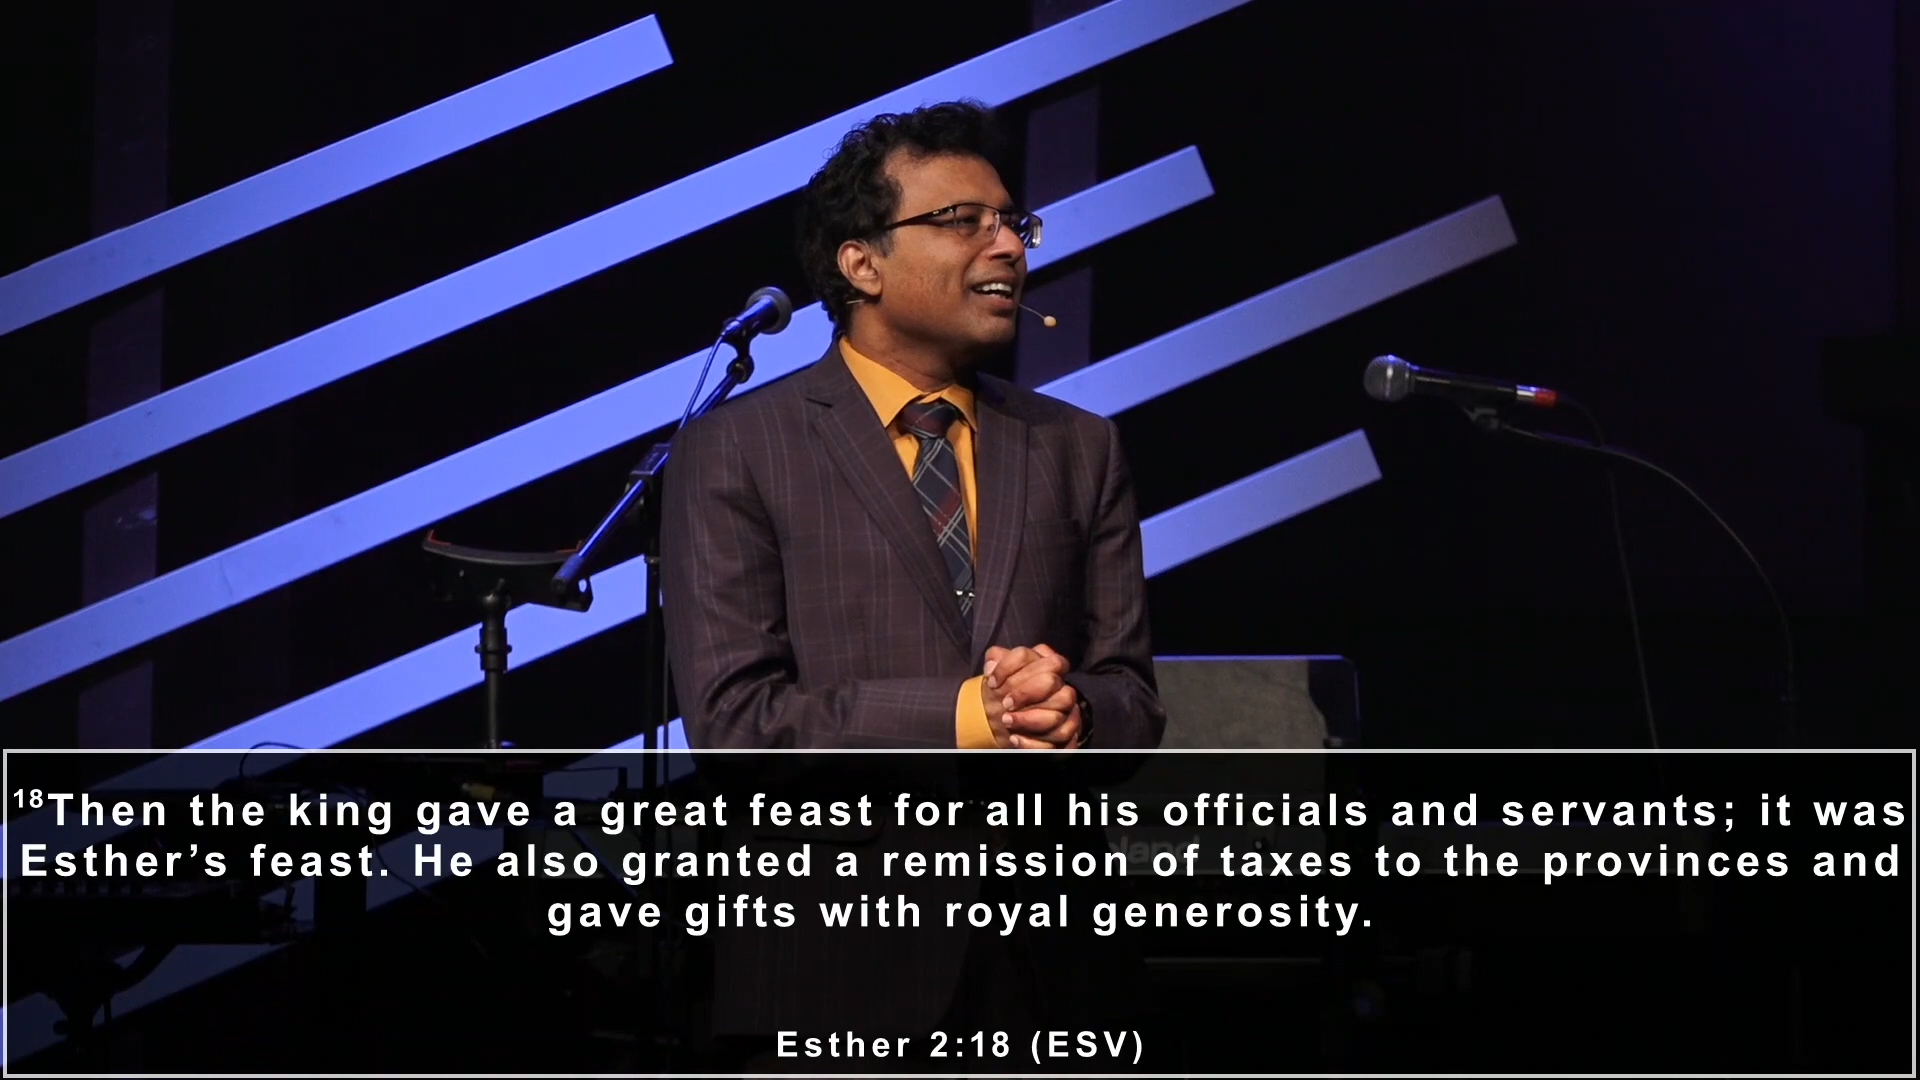 ¹⁸Then the king gave a great feast for all his officials and servants; it was
Esther’s feast. He also granted a remission of taxes to the provinces and
gave gifts with royal generosity.
Esther 2:18 (ESV)